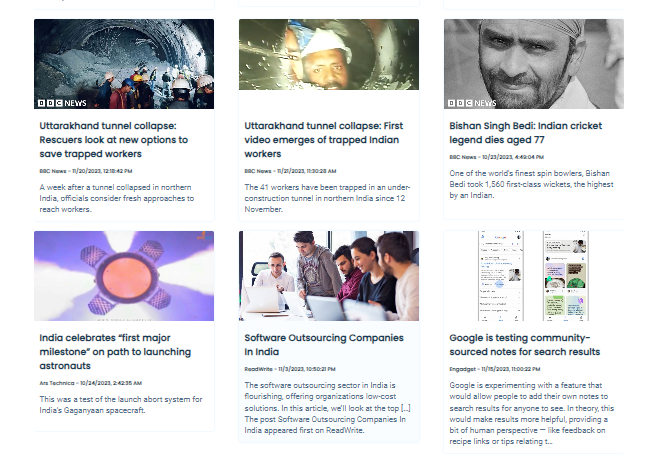 BBC NEWS
Uttarakhand tunnel collapse:
Rescuers look at new options to
save trapped workers
BBC News - 11/20/2023, 12:18:42 PM
A week after a tunnel collapsed in northern
India, officials consider fresh approaches to
reach workers.
Uttarakhand tunnel collapse: First
video emerges of trapped Indian
workers
BBC News - 11/21/2023, 11:30:28 AM
The 41 workers have been trapped in an under-
construction tunnel in northern India since 12
November.
BBC NEWS
Bishan Singh Bedi: Indian cricket
legend dies aged 77
BBC News - 10/23/2023, 4:49:04 PM
One of the world's finest spin bowlers, Bishan
Bedi took 1,560 first-class wickets, the highest
by an Indian.
India celebrates “first major
milestone” on path to launching
astronauts
Ars Technica - 10/24/2023, 2:42:35 AM
This was a test of the launch abort system for
India's Gaganyaan spacecraft.
Software Outsourcing Companies
In India
ReadWrite - 11/3/2023, 10:50:21 PM
The software outsourcing sector in India is
flourishing, offering organizations low-cost
solutions. In this article, we'll look at the top […]
The post Software Outsourcing Companies In
India appeared first on ReadWrite.
Google is testing community-
sourced notes for search results
Engadget - 11/15/2023, 11:00:22 PM
Google is experimenting with a feature that
would allow people to add their own notes to
search results for anyone to see. In theory, this
would make results more helpful, providing a
bit of human perspective — like feedback on
recipe links or tips relating t...